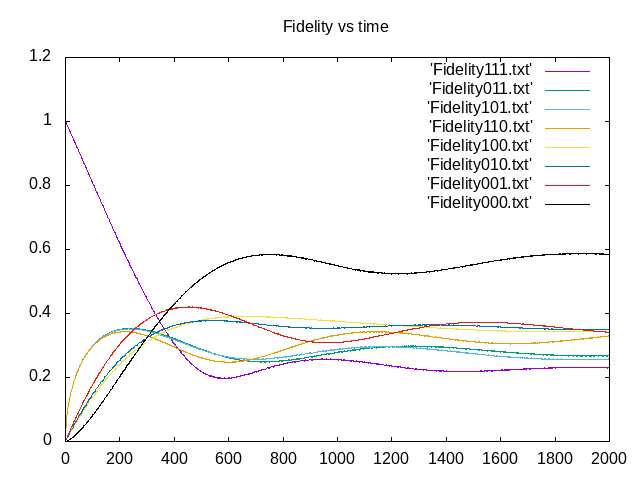 Fidelity vs time
1.2
1
0.8
0.6
0.4
0.2
0
0 200 400 600 800 1000 1200 1400 1600 1800 2000
'Fidelity111.txt'
'Fidelity011.txt'
'Fidelity101.txt'
'Fidelity110.txt'
'Fidelity100.txt'
'Fidelity010.txt'
'Fidelity001.txt'
'Fidelity000.txt'